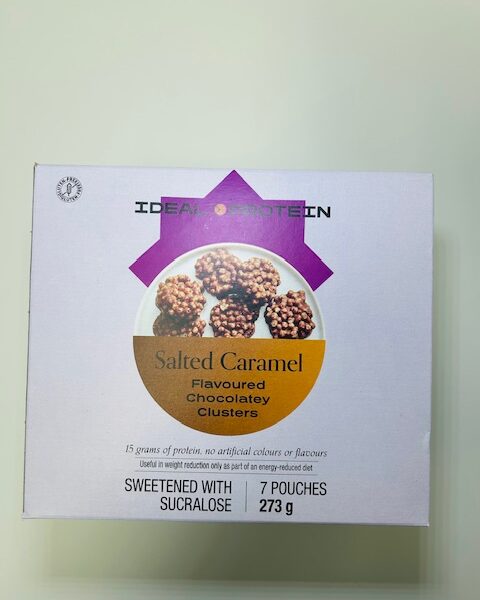 IDEAL PROTEIN
Salted Caramel
Flavoured
Chocolatey
Clusters
15 grams of protein, no artificial colours or flavours
Useful in weight reduction only as part of an energy-reduced diet
SWEETENED WITH
SUCRALOSE
7 POUCHES
273 g